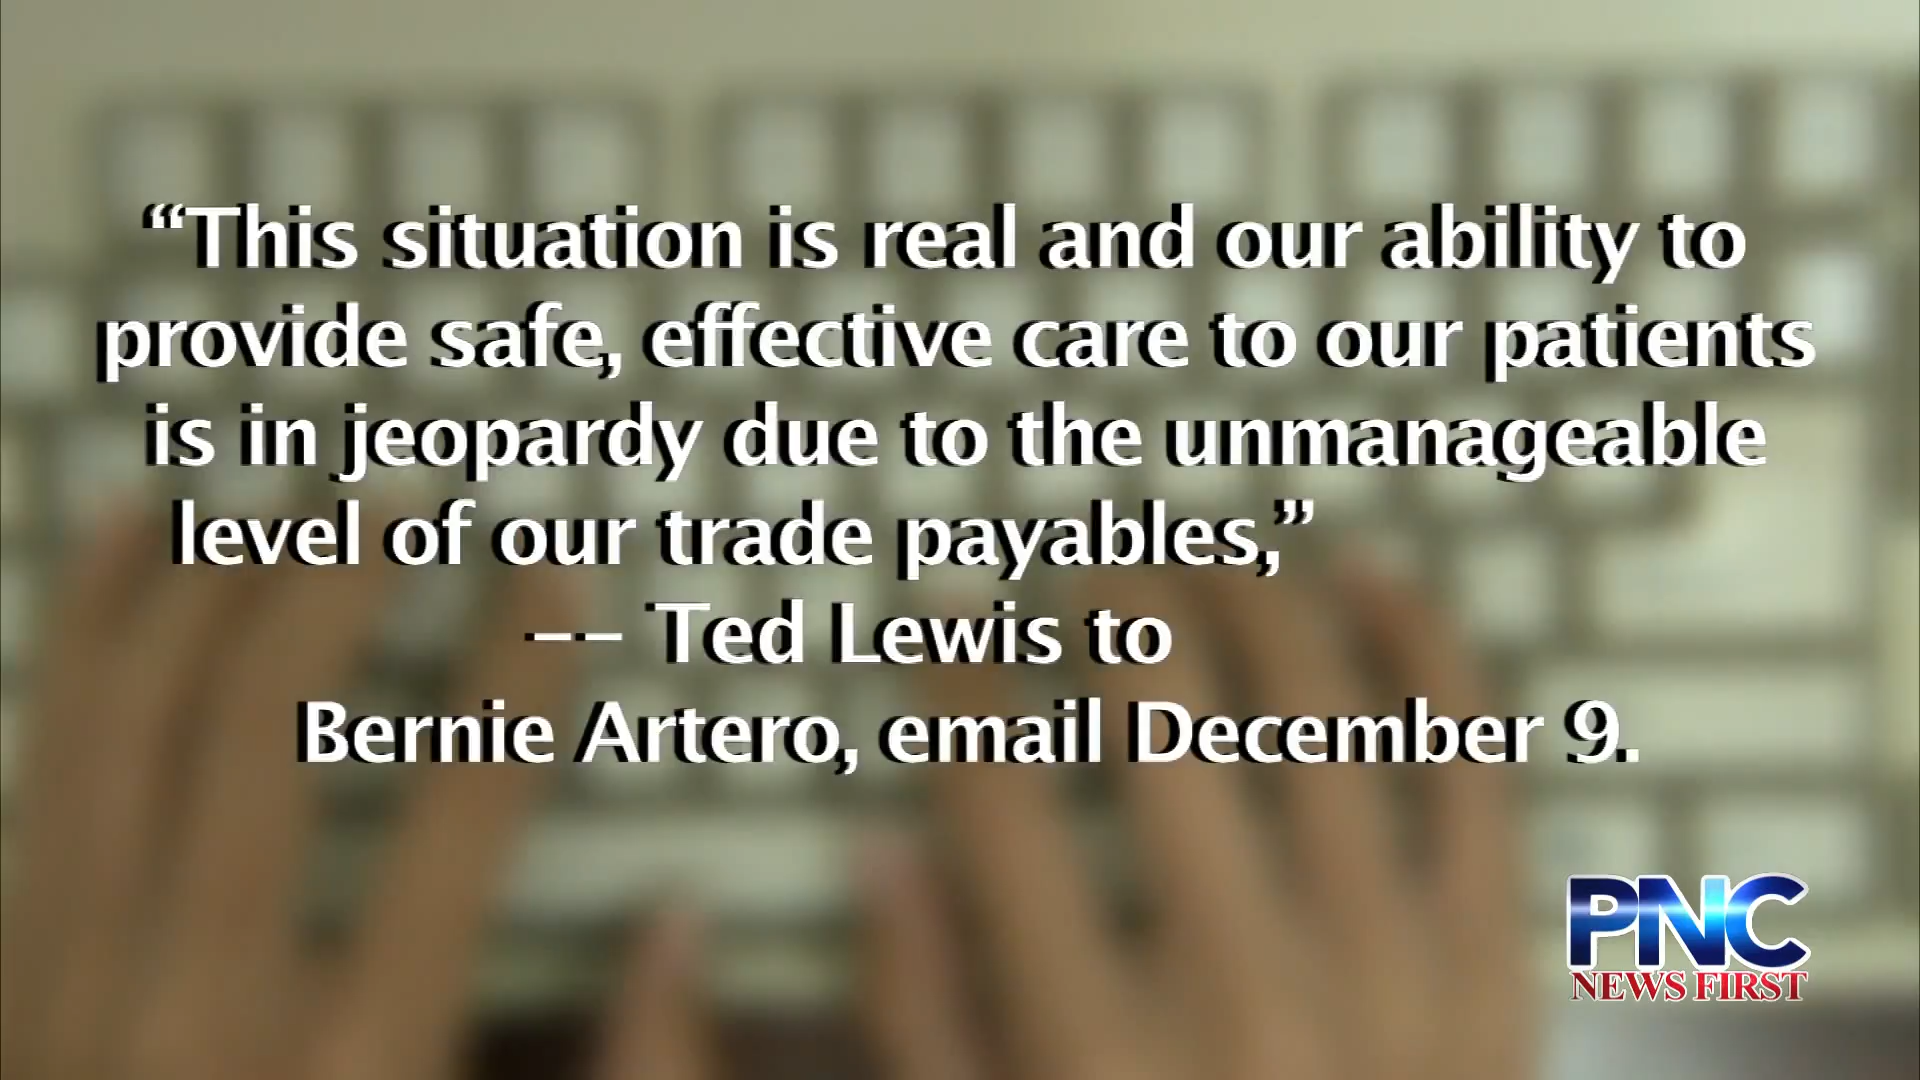 “This situation is real and our ability to
provide safe, effective care to our patients
is in jeopardy due to the unmanageable
level of our trade payables,”
-- Ted Lewis to
Bernie Artero, email December 9.
PNC
NEWS FIRST